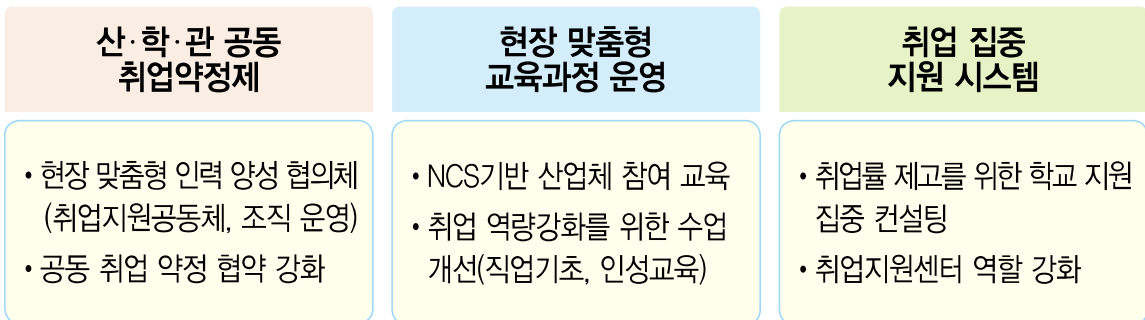 산·학·관 공동
취업약정제
• 현장 맞춤형 인력 양성 협의체
(취업지원공동체, 조직 운영)
• 공동 취업 약정 협약 강화
현장 맞춤형
교육과정 운영
• NCS기반 산업체 참여 교육
• 취업 역량강화를 위한 수업
개선(직업기초, 인성교육)
취업 집중
지원 시스템
• 취업률 제고를 위한 학교 지원
집중 컨설팅
• 취업지원센터 역할 강화